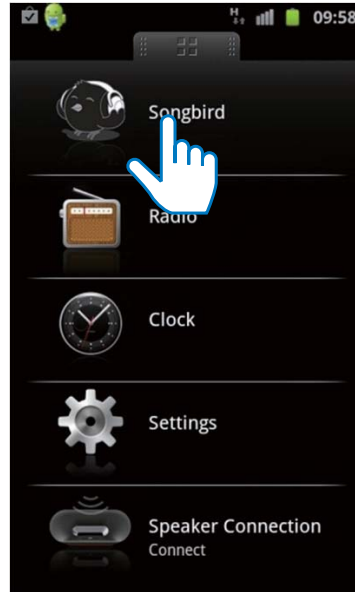 H 09:58
Songbird
Radio
Clock
Settings
Speaker Connection
Connect